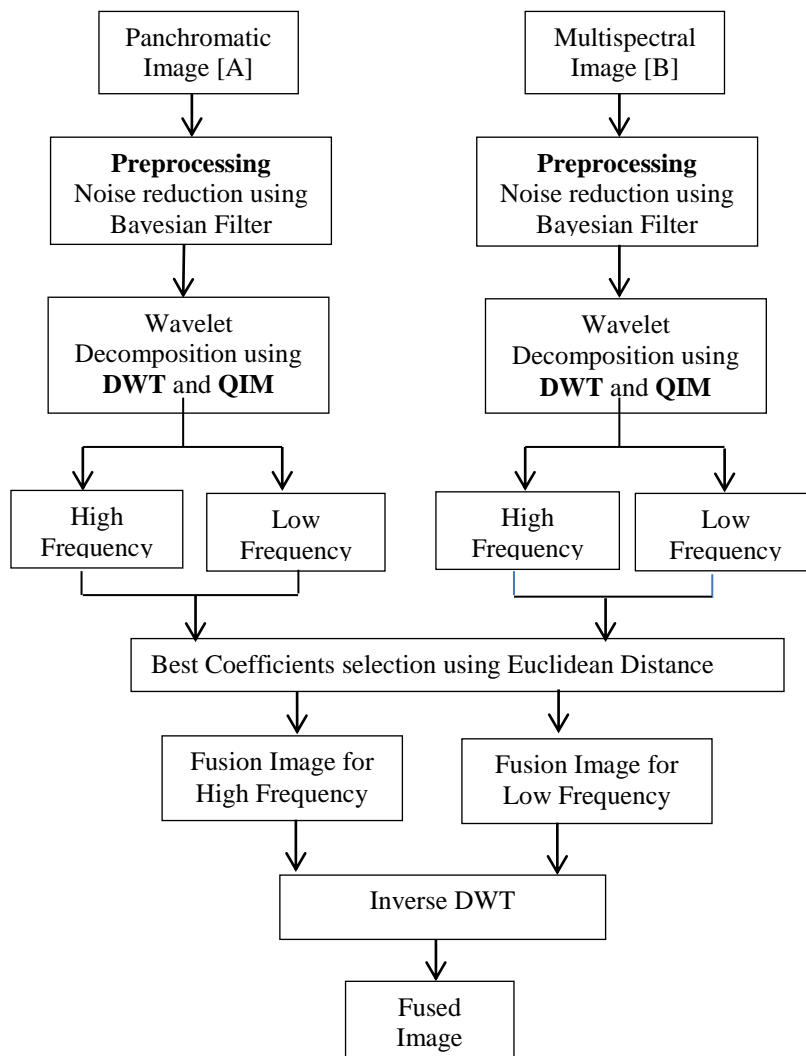 Panchromatic
Image [A]
Multispectral
Image [B]
Preprocessing
Noise reduction using
Bayesian Filter
Preprocessing
Noise reduction using
Bayesian Filter
Wavelet
Decomposition using
DWT and QIM
Wavelet
Decomposition using
DWT and QIM
High
Frequency
Low
Frequency
High
Frequency
Low
Frequency
Best Coefficients selection using Euclidean Distance
Fusion Image for
High Frequency
Fusion Image for
Low Frequency
Inverse DWT
Fused
Image